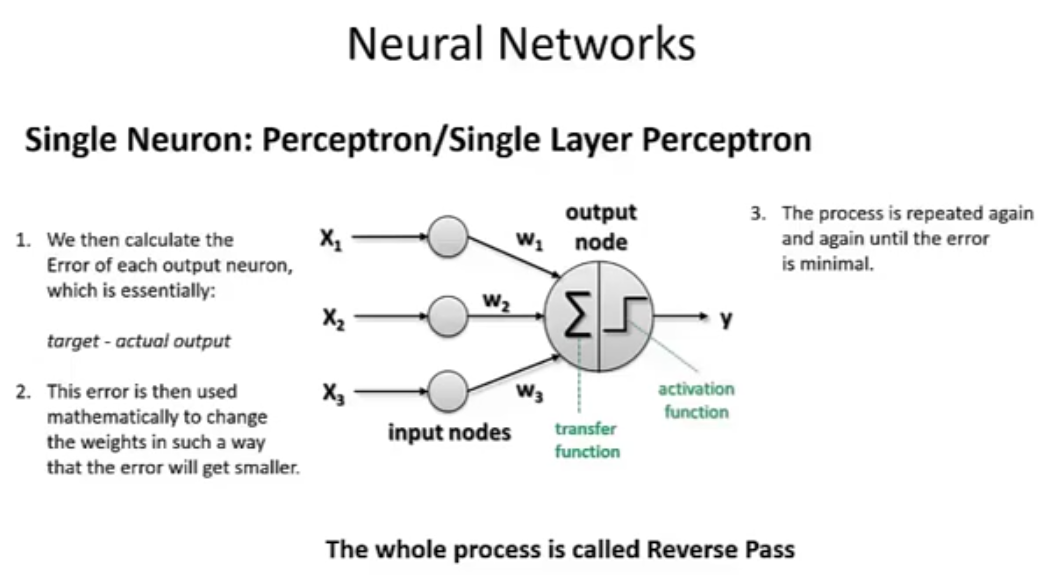 Neural Networks
Single Neuron: Perceptron/Single Layer Perceptron
1. We then calculate the
Error of each output neuron,
which is essentially:
target - actual output
2. This error is then used
mathematically to change
the weights in such a way
that the error will get smaller.
X₁
X₂
X₃
input nodes
w₁
w₂
w₃
output
node
Σ
transfer
function
activation
function
y
3. The process is repeated again
and again until the error
is minimal.
The whole process is called Reverse Pass